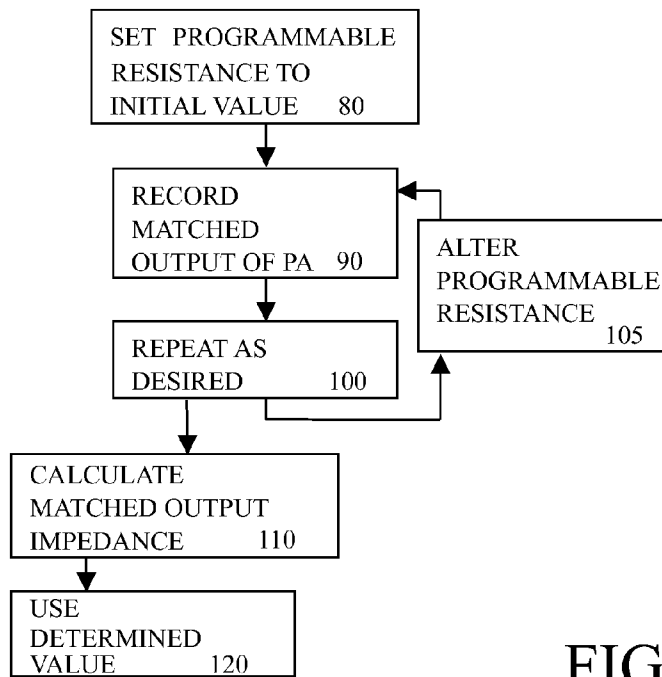 SET PROGRAMMABLE
RESISTANCE TO
INITIAL VALUE 80
RECORD
MATCHED
OUTPUT OF PA 90
ALTER
PROGRAMMABLE
RESISTANCE
105
REPEAT AS
DESIRED 100
CALCULATE
MATCHED OUTPUT
IMPEDANCE 110
USE
DETERMINED
VALUE 120
FIG